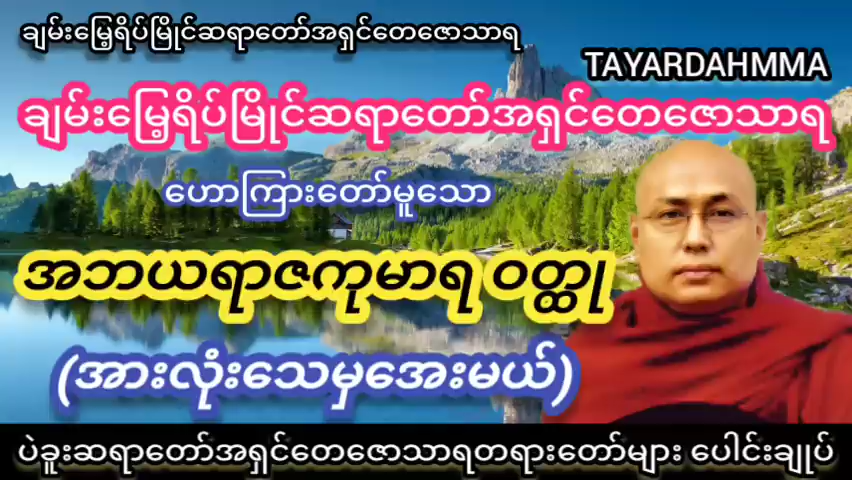 ချမ်းမြေ့ရိပ်မြိုင်ဆရာတော်အရှင်တေဇောသာရ
TAYARDAHMMA
ချမ်းမြေ့ရိပ်မြိုင်ဆရာတော်အရှင်တေဇောသာရ
ဟောကြားတော်မူသော
အဘယရာဇကုမာရ ဝတ္ထု
(အားလုံးသေမှအေးမယ်)
ပဲခူးဆရာတော်အရှင်တေဇောသာရတရားတော်များ ပေါင်းချုပ်